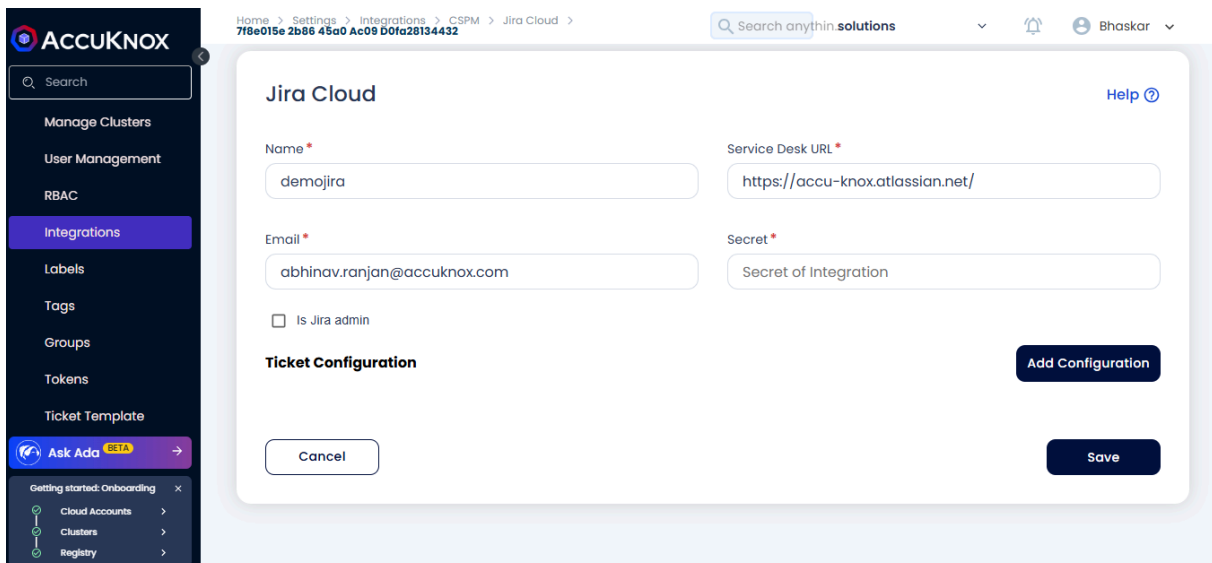 ACCUKNOX
Search
Manage Clusters
User Management
RBAC
Integrations
Labels
Tags
Groups
Tokens
Ticket Template
Ask Ada BETA
Getting started: Onboarding
Cloud Accounts
Clusters
Registry
Home > Settings > Integrations > CSPM > Jira Cloud >
7f8e015e 2b86 45a0 Ac09 D0fa28134432
Search anythin.solutions
Bhaskar
Jira Cloud
Help
Name*
demojira
Service Desk URL*
https://accu-knox.atlassian.net/
Email*
abhinav.ranjan@accuknox.com
Secret*
Secret of Integration
Is Jira admin
Ticket Configuration
Add Configuration
Cancel
Save